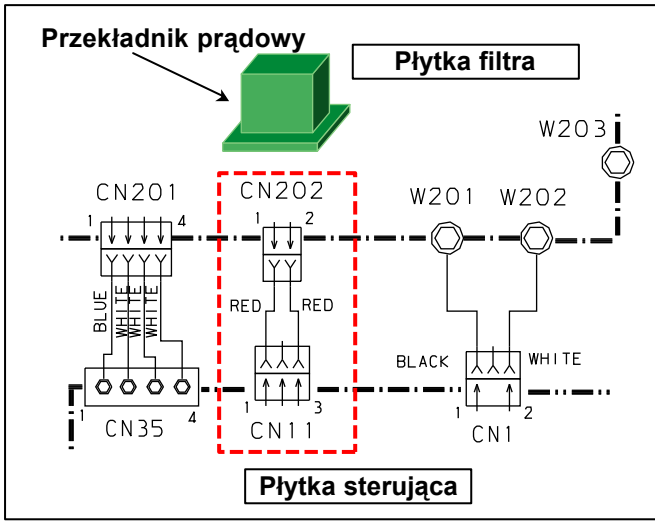 Przekładnik prądowy
Płytka filtra
W203
CN201
CN202
W201
W202
1
4
1
2
BLUE
WHITE
WHITE
WHITE
RED
RED
BLACK
WHITE
1
4
1
3
1
2
CN35
CN11
CN1
Płytka sterująca